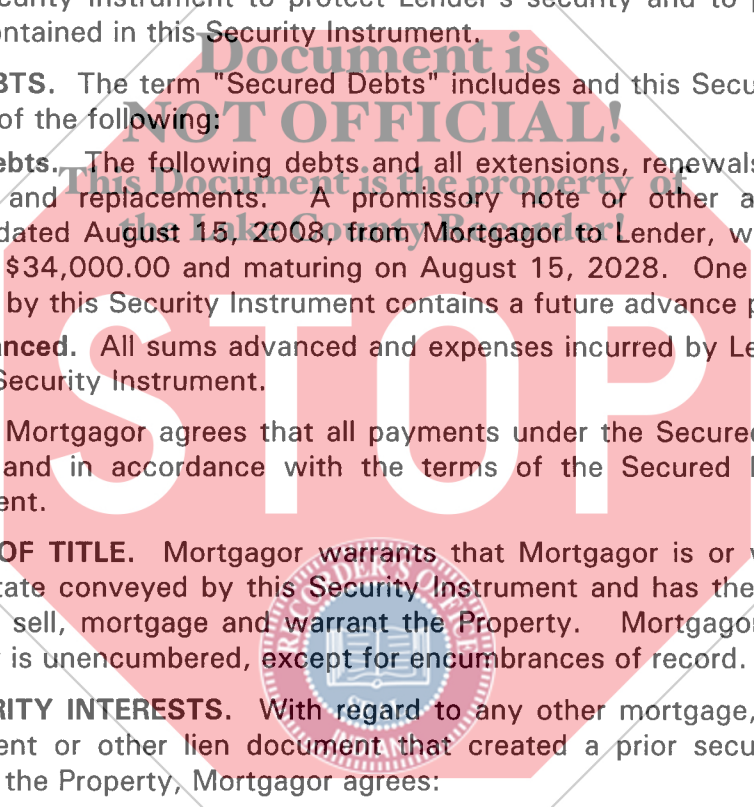 curity Instrument to protect Lender's security and to p
ontained in this Security Instrument.
Document is
BTS. The term "Secured Debts" includes and this Secu
of the following:
NOT OFFICIAL!
ebts. The following debts and all extensions, renewals
This Document is the property of
and replacements. A promissory note or other a
the Lake County Recorder!
dated August 15, 2008, from Mortgagor to Lender, w
$34,000.00 and maturing on August 15, 2028. One
by this Security Instrument contains a future advance p
anced. All sums advanced and expenses incurred by Le
Security Instrument.
STOP
Mortgagor agrees that all payments under the Secured
and in accordance with the terms of the Secured
ent.
OF TITLE. Mortgagor warrants that Mortgagor is or
tate conveyed by this Security Instrument and has the
sell, mortgage and warrant the Property. Mortgagor
is unencumbered, except for encumbrances of record.
RECORDER'S OFFICE
RITY INTERESTS. With regard to any other mortgage,
ent or other lien document that created a prior secu
INDIANA
the Property, Mortgagor agrees: